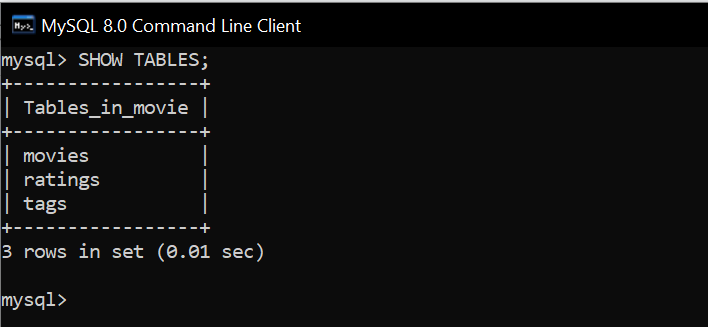 MySQL 8.0 Command Line Client
mysql> SHOW TABLES;
+-----------------+
| Tables_in_movie |
+-----------------+
| movies          |
| ratings         |
| tags            |
+-----------------+
3 rows in set (0.01 sec)
mysql>